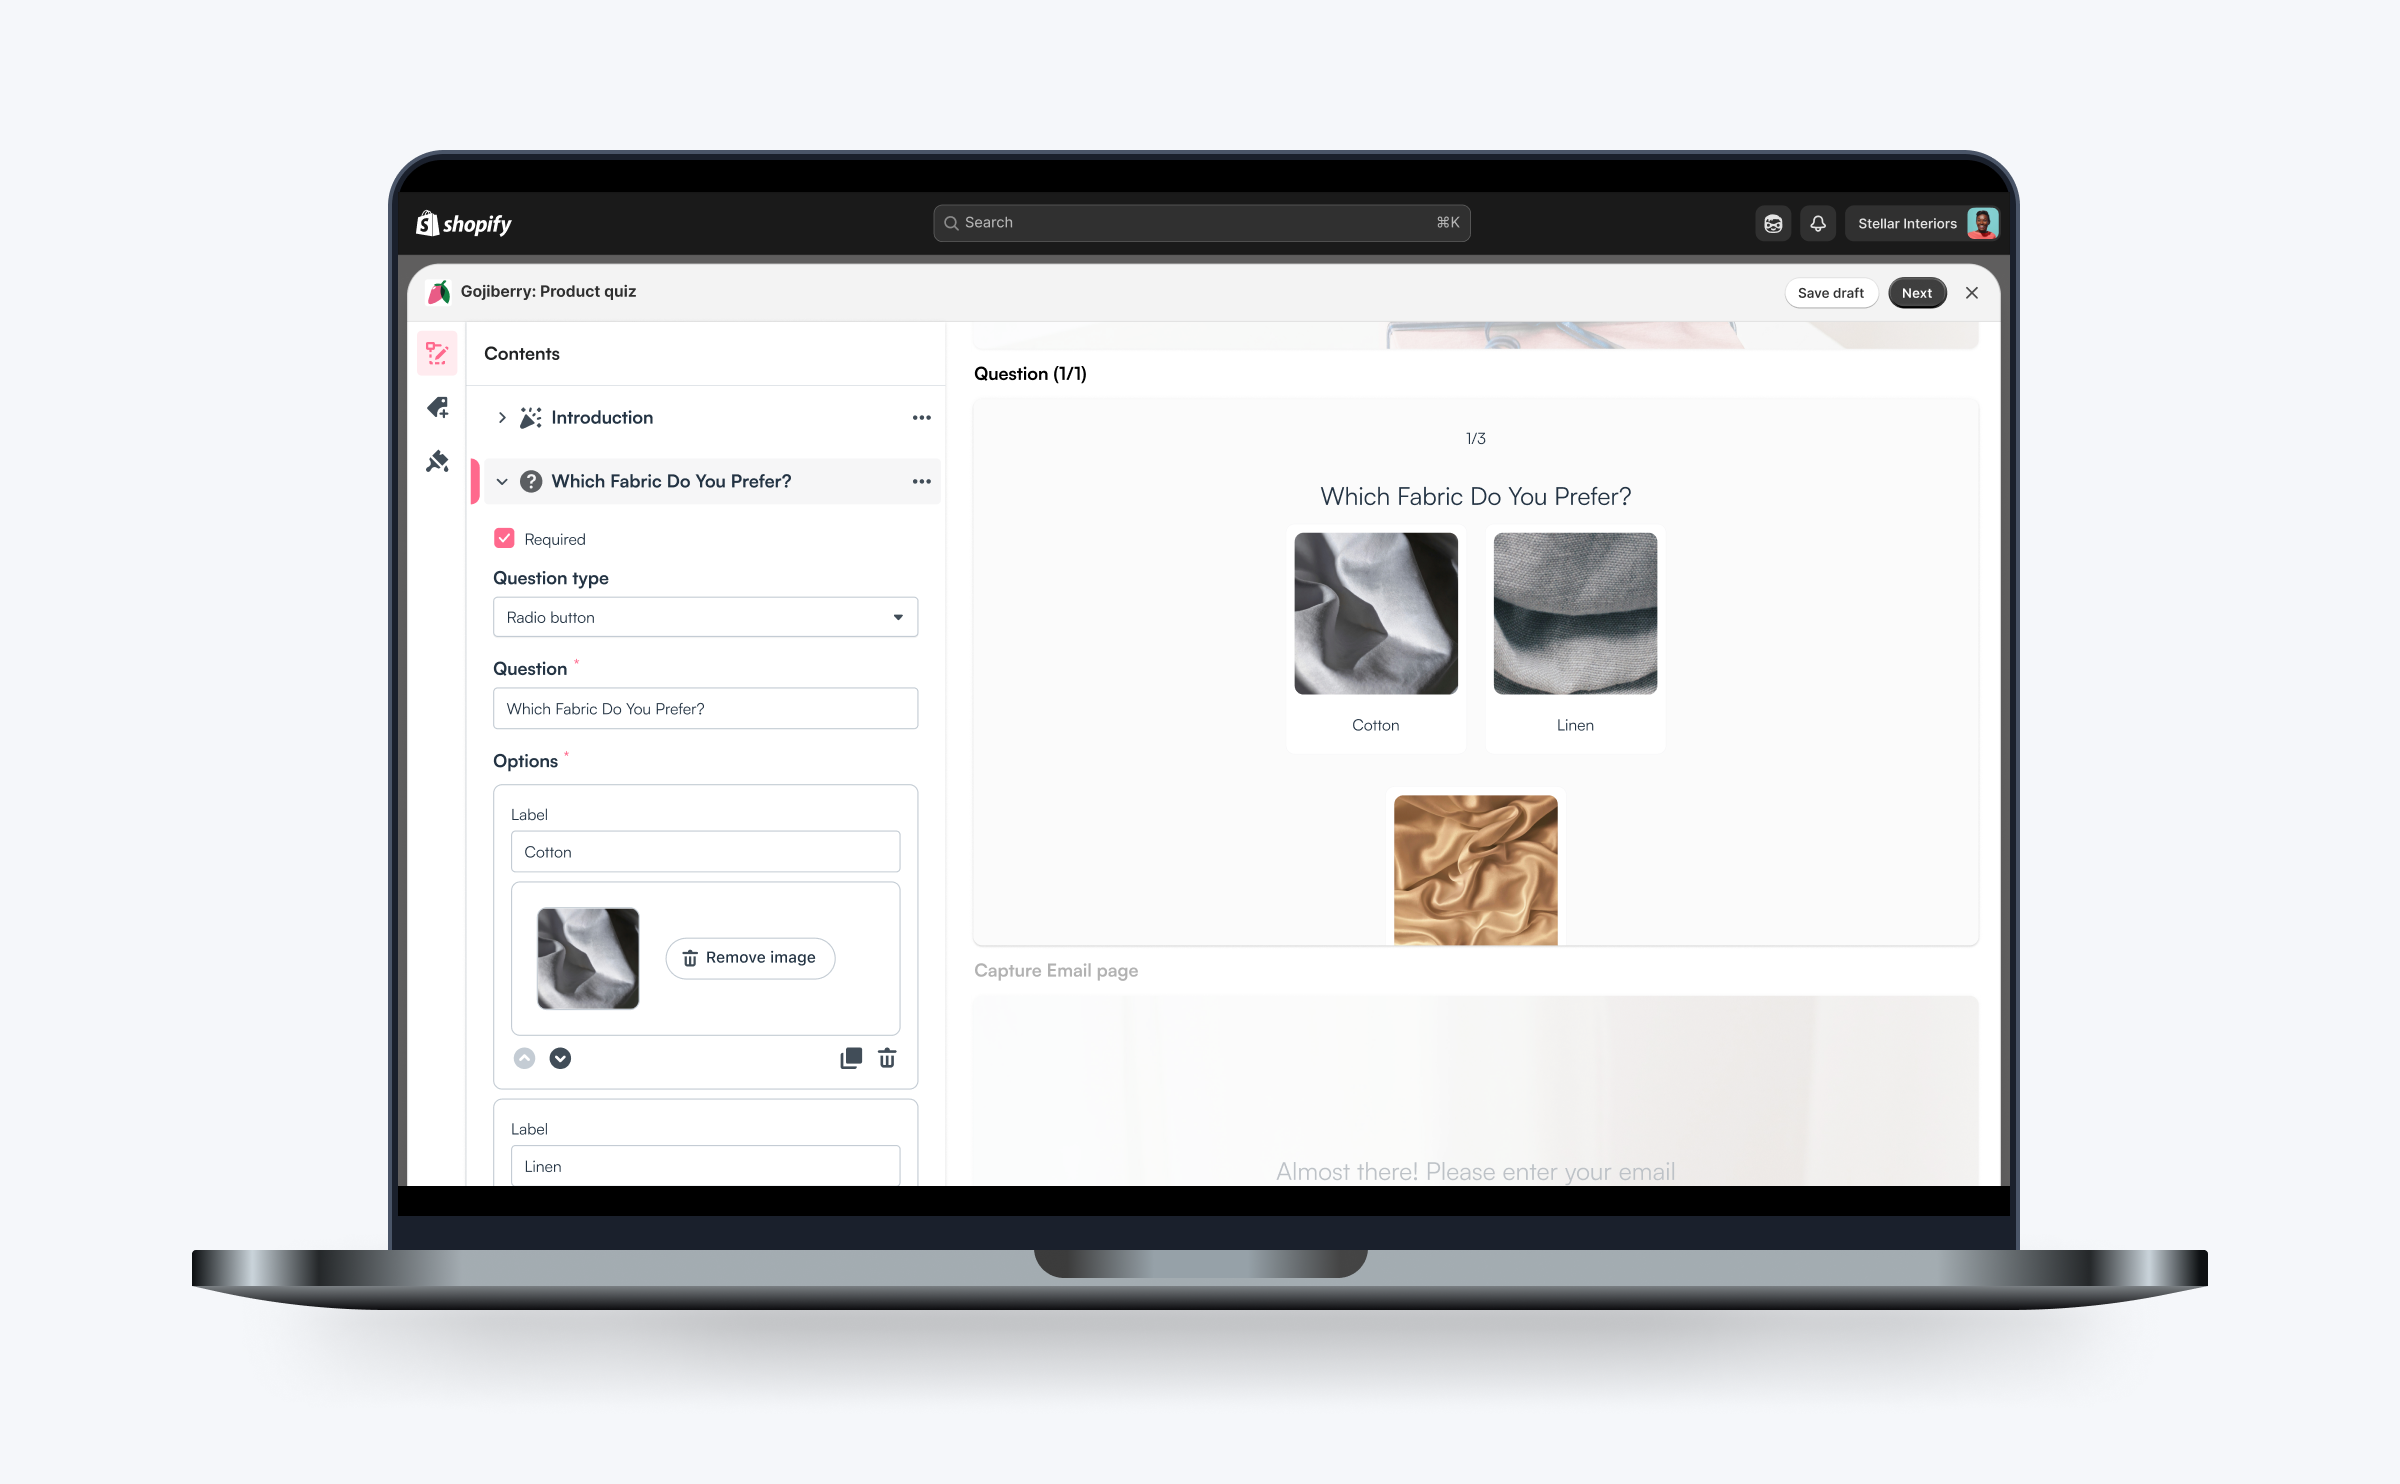 shopify
Search ⌘K
Stellar Interiors
Gojiberry: Product quiz
Save draft
Next
Contents
Introduction
Which Fabric Do You Prefer?
Required
Question type
Radio button
Question *
Which Fabric Do You Prefer?
Options *
Label
Cotton
Remove image
Label
Linen
Question (1/1)
1/3
Which Fabric Do You Prefer?
Cotton
Linen
Capture Email page
Almost there! Please enter your email